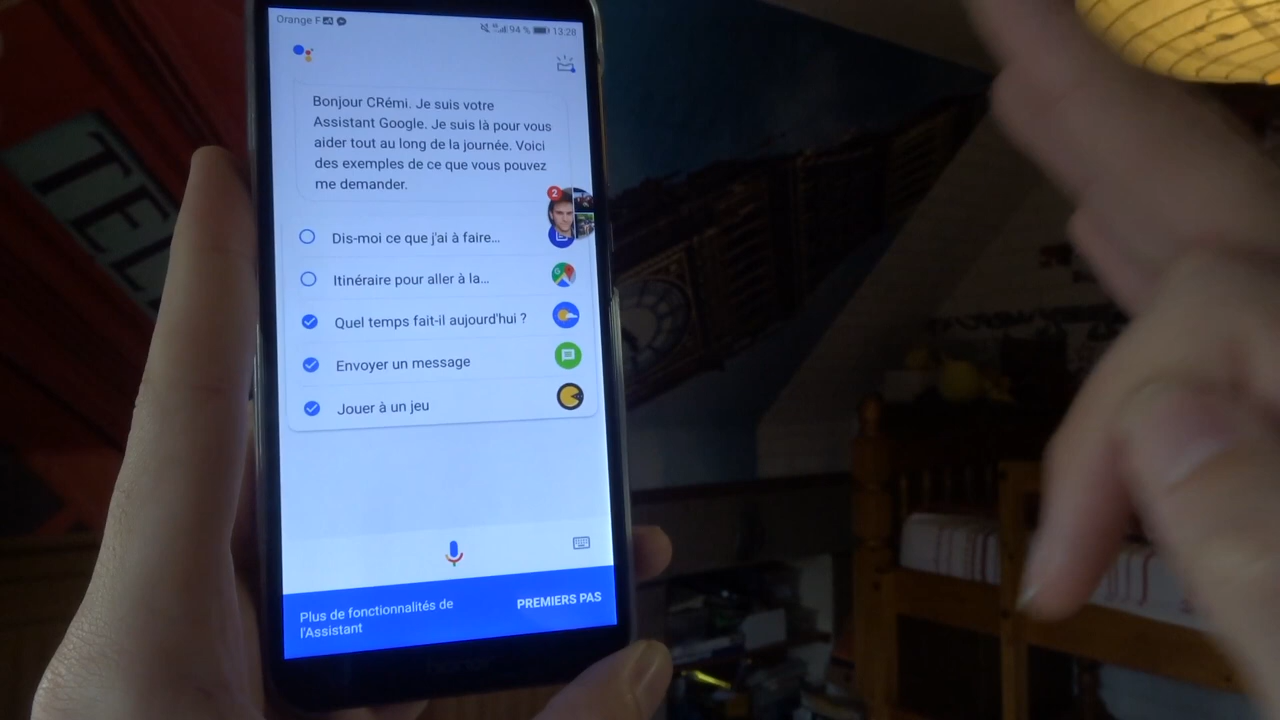 Orange F
94 % 13:28
Bonjour CRémi. Je suis votre
Assistant Google. Je suis là pour vous
aider tout au long de la journée. Voici
des exemples de ce que vous pouvez
me demander.
2
Dis-moi ce que j'ai à faire...
Itinéraire pour aller à la...
Quel temps fait-il aujourd'hui ?
Envoyer un message
Jouer à un jeu
Plus de fonctionnalités de
l'Assistant
PREMIERS PAS
honor
TEL